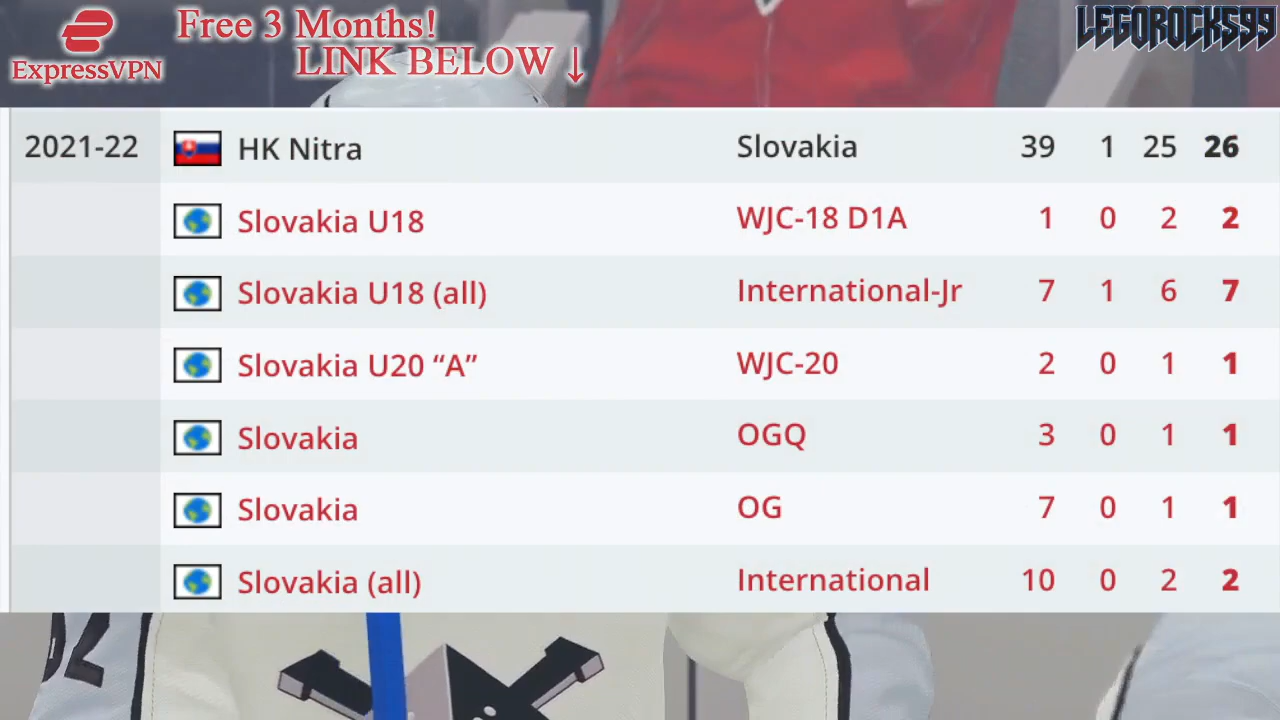 Free 3 Months!
LINK BELOW ↓
ExpressVPN
LEGOROCKS99
2021-22 HK Nitra Slovakia 39 1 25 26
Slovakia U18 WJC-18 D1A 1 0 2 2
Slovakia U18 (all) International-Jr 7 1 6 7
Slovakia U20 “A” WJC-20 2 0 1 1
Slovakia OGQ 3 0 1 1
Slovakia OG 7 0 1 1
Slovakia (all) International 10 0 2 2